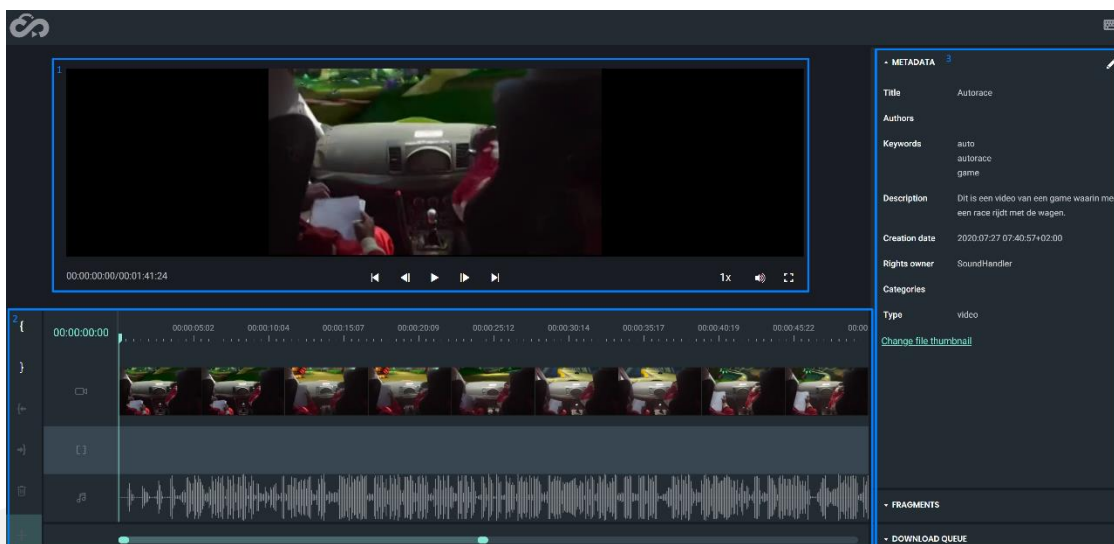 1
00:00:00:00/00:01:41:24
1x
2
{
}
{←
→}
00:00:00:00
00:00:05:02 00:00:10:04 00:00:15:07 00:00:20:09 00:00:25:12 00:00:30:14 00:00:35:17 00:00:40:19 00:00:45:22 00:00
[ ]
METADATA 3
Title Autorace
Authors
Keywords auto
autorace
game
Description Dit is een video van een game waarin me
een race rijdt met de wagen.
Creation date 2020:07:27 07:40:57+02:00
Rights owner SoundHandler
Categories
Type video
Change file thumbnail
FRAGMENTS
DOWNLOAD QUEUE